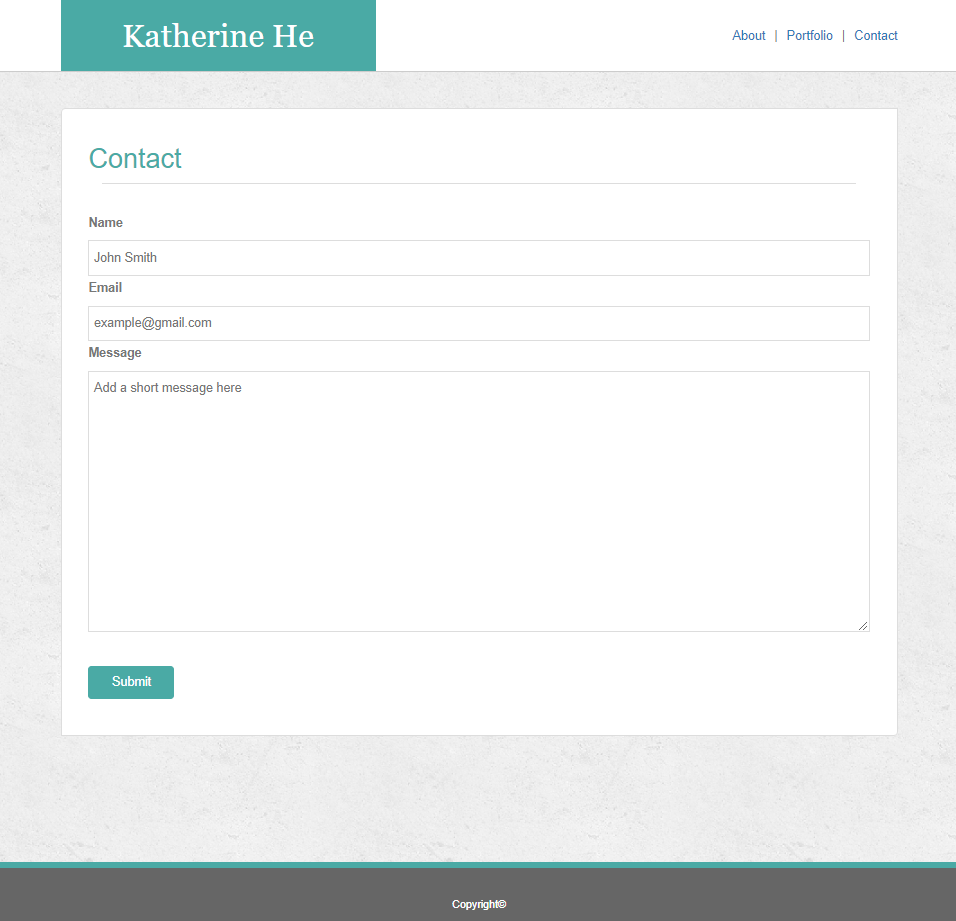 Katherine He
About | Portfolio | Contact
Contact
Name
John Smith
Email
example@gmail.com
Message
Add a short message here
Submit
Copyright©